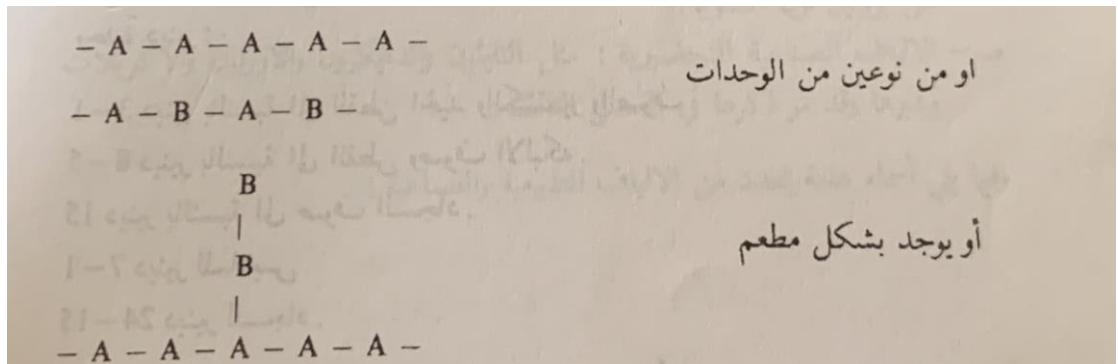 – A – A – A – A – A –
او من نوعين من الوحدات
– A – B – A – B –
B
|
B
أو يوجد بشكل مطعم
|
– A – A – A – A – A –